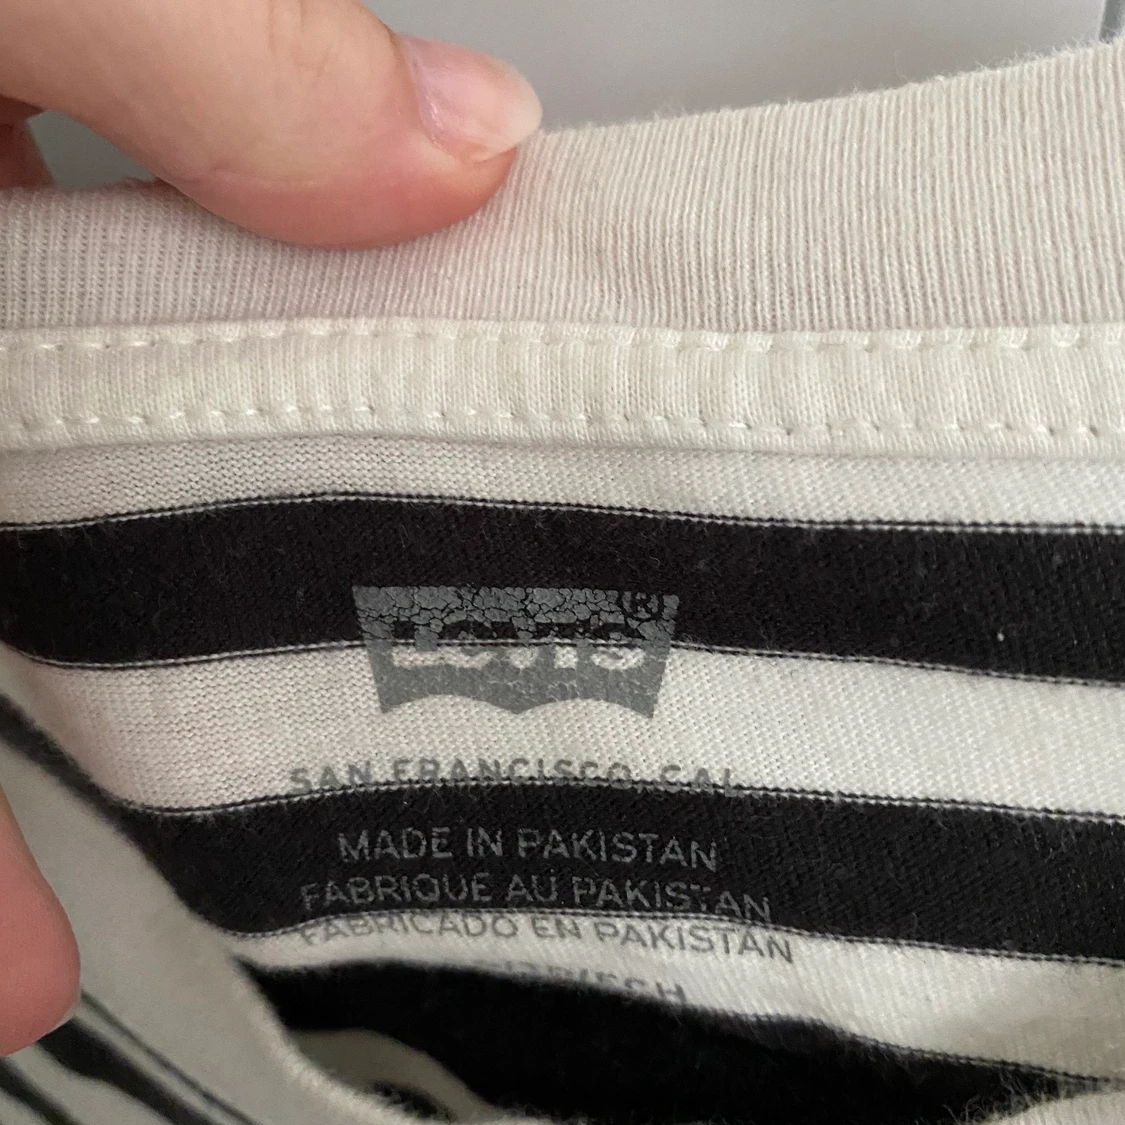 Levi's®
SAN FRANCISCO, CAL
MADE IN PAKISTAN
FABRIQUE AU PAKISTAN
FABRICADO EN PAKISTAN